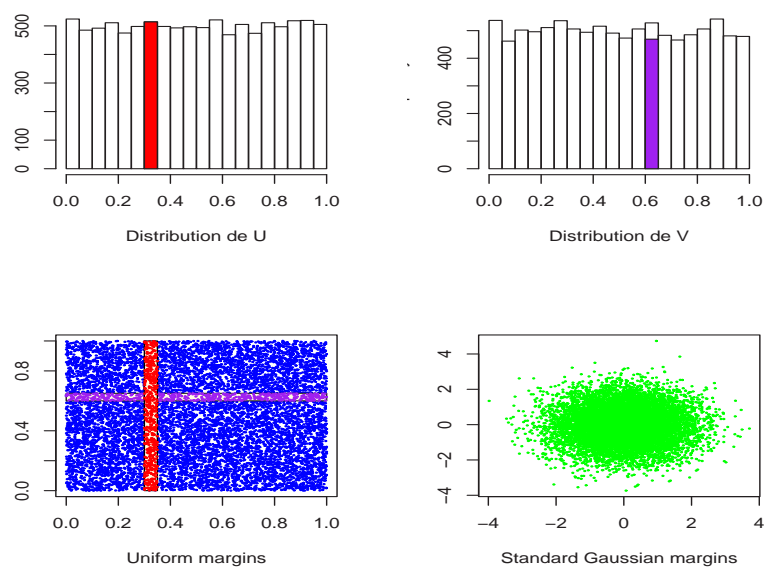 500
300
100
0
0.0 0.2 0.4 0.6 0.8 1.0
Distribution de U
400
200
0
0.0 0.2 0.4 0.6 0.8 1.0
Distribution de V
0.8
0.4
0.0
0.0 0.2 0.4 0.6 0.8 1.0
Uniform margins
4
2
0
−2
−4
−4 −2 0 2 4
Standard Gaussian margins